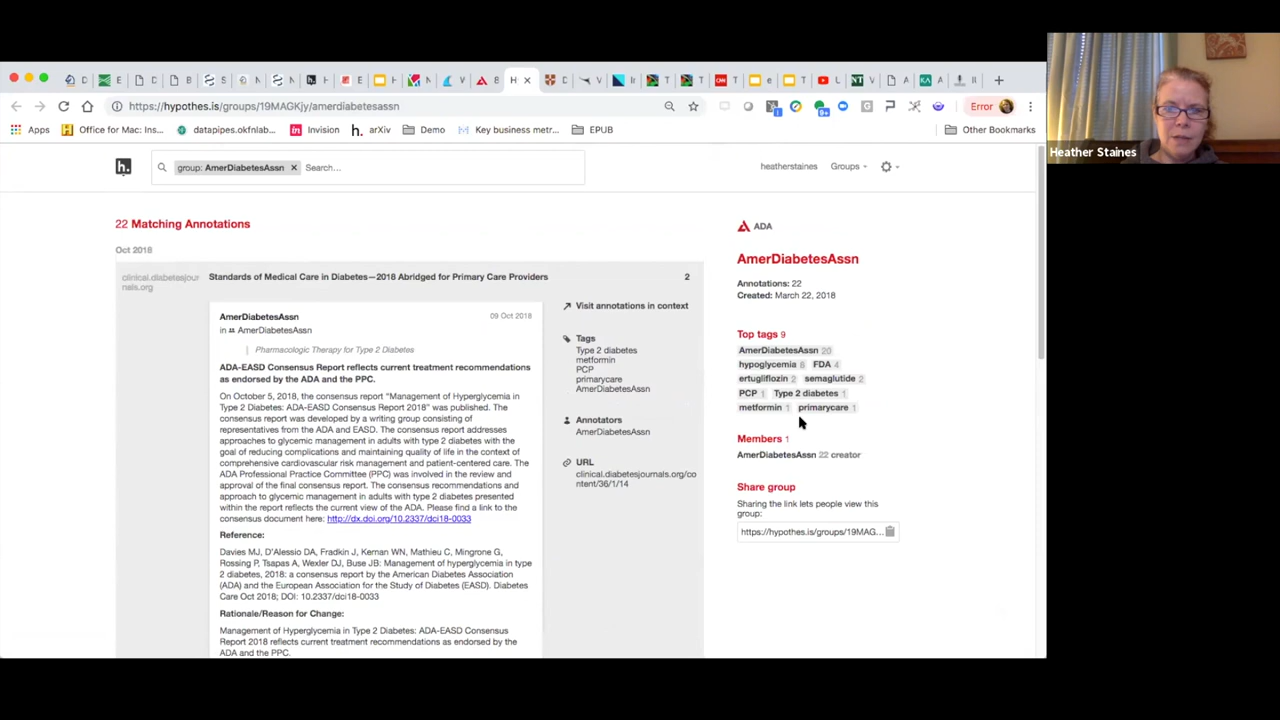 https://hypothes.is/groups/19MAGKjy/amerdiabetesassn
Error
Apps
Office for Mac: Ins...
datapipes.okfnlab...
Invision
arXiv
Demo
Key business metr...
EPUB
Other Bookmarks
Heather Staines
h.
group: AmerDiabetesAssn
Search...
heatherstaines
Groups
22 Matching Annotations
Oct 2018
clinical.diabetesjour
nals.org
Standards of Medical Care in Diabetes—2018 Abridged for Primary Care Providers
2
AmerDiabetesAssn
09 Oct 2018
in AmerDiabetesAssn
Pharmacologic Therapy for Type 2 Diabetes
ADA-EASD Consensus Report reflects current treatment recommendations
as endorsed by the ADA and the PPC.
On October 5, 2018, the consensus report "Management of Hyperglycemia in
Type 2 Diabetes: ADA-EASD Consensus Report 2018" was published. The
consensus report was developed by a writing group consisting of
representatives from the ADA and EASD. The consensus report addresses
approaches to glycemic management in adults with type 2 diabetes with the
goal of reducing complications and maintaining quality of life in the context of
comprehensive cardiovascular risk management and patient-centered care. The
ADA Professional Practice Committee (PPC) was involved in the review and
approval of the final consensus report. The consensus recommendations and
approach to glycemic management in adults with type 2 diabetes presented
within the report reflects the current view of the ADA. Please find a link to the
consensus document here: http://dx.doi.org/10.2337/dci18-0033
Reference:
Davies MJ, D'Alessio DA, Fradkin J, Kernan WN, Mathieu C, Mingrone G,
Rossing P, Tsapas A, Wexler DJ, Buse JB: Management of hyperglycemia in type
2 diabetes, 2018: a consensus report by the American Diabetes Association
(ADA) and the European Association for the Study of Diabetes (EASD). Diabetes
Care Oct 2018; DOI: 10.2337/dci18-0033
Rationale/Reason for Change:
Management of Hyperglycemia in Type 2 Diabetes: ADA-EASD Consensus
Report 2018 reflects current treatment recommendations as endorsed by the
ADA and the PPC.
Visit annotations in context
Tags
Type 2 diabetes
metformin
PCP
primarycare
AmerDiabetesAssn
Annotators
AmerDiabetesAssn
URL
clinical.diabetesjournals.org/co
ntent/36/1/14
ADA
AmerDiabetesAssn
Annotations: 22
Created: March 22, 2018
Top tags 9
AmerDiabetesAssn 20
hypoglycemia 8 FDA 4
ertugliflozin 2 semaglutide 2
PCP 1 Type 2 diabetes 1
metformin 1 primarycare 1
Members 1
AmerDiabetesAssn 22 creator
Share group
Sharing the link lets people view this
group:
https://hypothes.is/groups/19MAG...